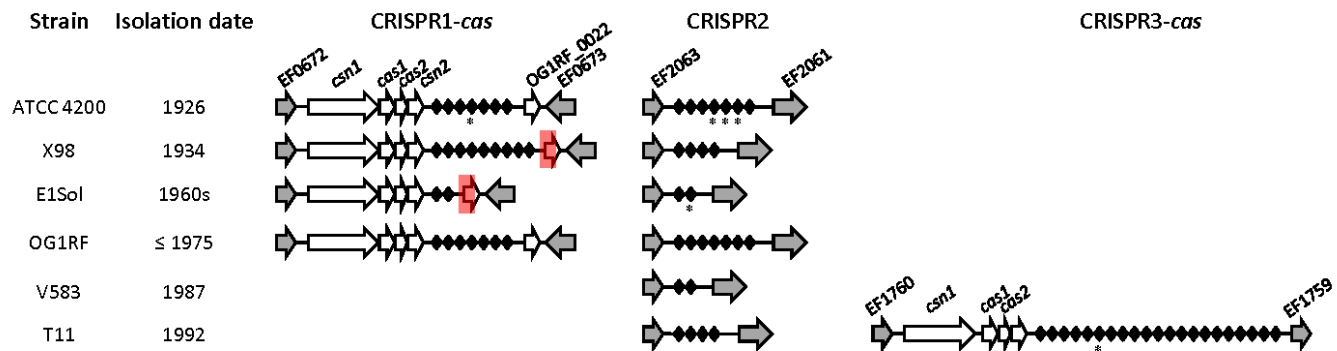 Strain Isolation date CRISPR1-cas CRISPR2 CRISPR3-cas
EF0672 csn1 cas1 cas2 csn2 OG1RF_0022 EF0673 EF2063 EF2061
ATCC 4200 1926
* * * *
X98 1934
E1Sol 1960s
*
OG1RF ≤ 1975
V583 1987
EF1760 csn1 cas1 cas2 EF1759
T11 1992
*